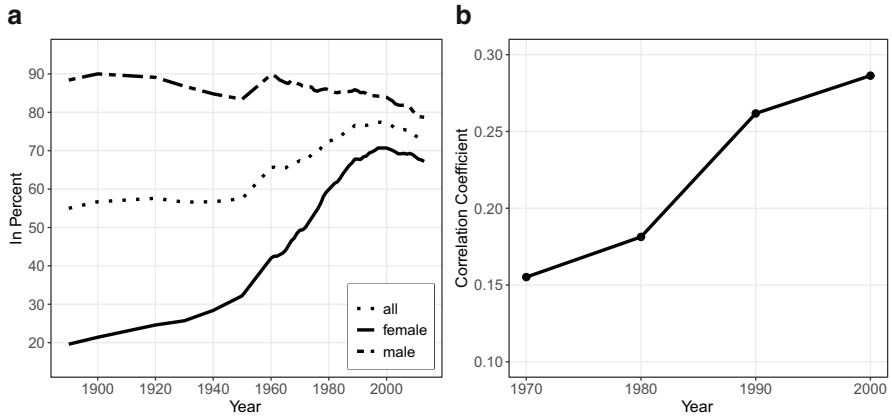 a
In Percent
90
80
70
60
50
40
30
20
1900 1920 1940 1960 1980 2000
Year
all
female
male
b
Correlation Coefficient
0.30
0.25
0.20
0.15
0.10
1970 1980 1990 2000
Year